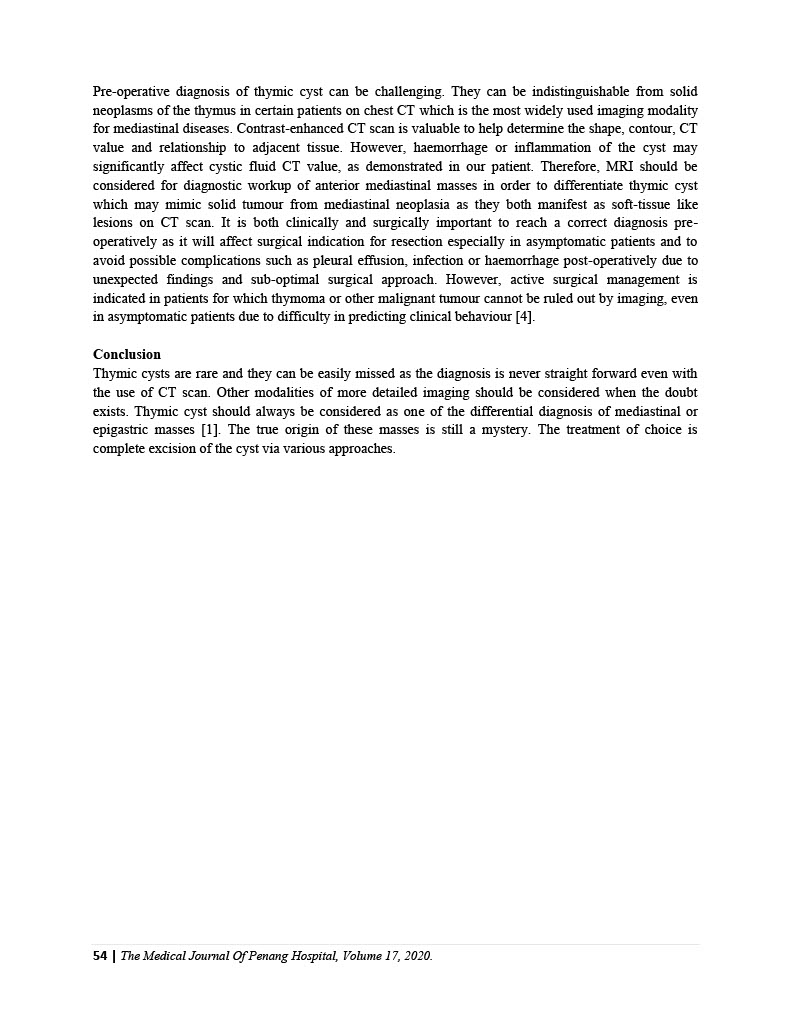 Pre-operative diagnosis of thymic cyst can be challenging. They can be indistinguishable from solid
neoplasms of the thymus in certain patients on chest CT which is the most widely used imaging modality
for mediastinal diseases. Contrast-enhanced CT scan is valuable to help determine the shape, contour, CT
value and relationship to adjacent tissue. However, haemorrhage or inflammation of the cyst may
significantly affect cystic fluid CT value, as demonstrated in our patient. Therefore, MRI should be
considered for diagnostic workup of anterior mediastinal masses in order to differentiate thymic cyst
which may mimic solid tumour from mediastinal neoplasia as they both manifest as soft-tissue like
lesions on CT scan. It is both clinically and surgically important to reach a correct diagnosis pre-
operatively as it will affect surgical indication for resection especially in asymptomatic patients and to
avoid possible complications such as pleural effusion, infection or haemorrhage post-operatively due to
unexpected findings and sub-optimal surgical approach. However, active surgical management is
indicated in patients for which thymoma or other malignant tumour cannot be ruled out by imaging, even
in asymptomatic patients due to difficulty in predicting clinical behaviour [4].
Conclusion
Thymic cysts are rare and they can be easily missed as the diagnosis is never straight forward even with
the use of CT scan. Other modalities of more detailed imaging should be considered when the doubt
exists. Thymic cyst should always be considered as one of the differential diagnosis of mediastinal or
epigastric masses [1]. The true origin of these masses is still a mystery. The treatment of choice is
complete excision of the cyst via various approaches.
54 | The Medical Journal Of Penang Hospital, Volume 17, 2020.